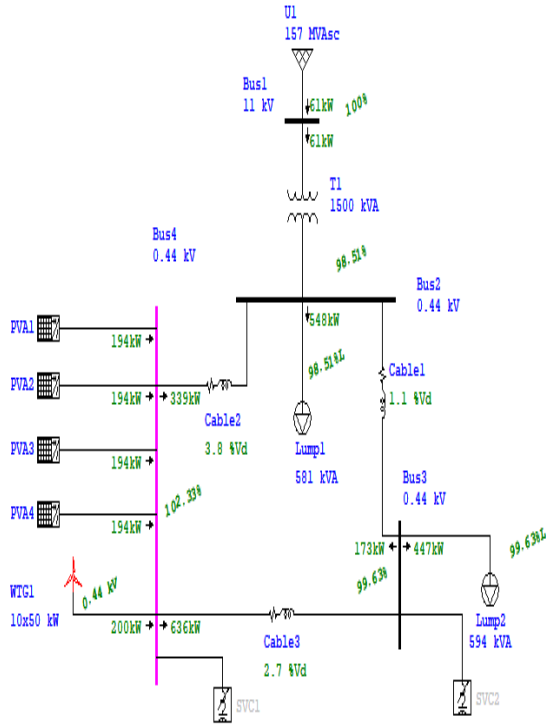 U1
157 MVAsc
Bus1
11 kV
61kW
100%
61kW
T1
1500 kVA
Bus4
0.44 kV
98.51%
Bus2
0.44 kV
548kW
PVA1
194kW
98.51%L
Cable1
1.1 %Vd
PVA2
194kW
339kW
Cable2
3.8 %Vd
Lump1
581 kVA
PVA3
194kW
Bus3
0.44 kV
102.33%
PVA4
194kW
173kW
447kW
99.63%L
99.63%
WTG1
10x50 kW
0.44 kV
200kW
636kW
Cable3
2.7 %Vd
Lump2
594 kVA
SVC1
SVC2